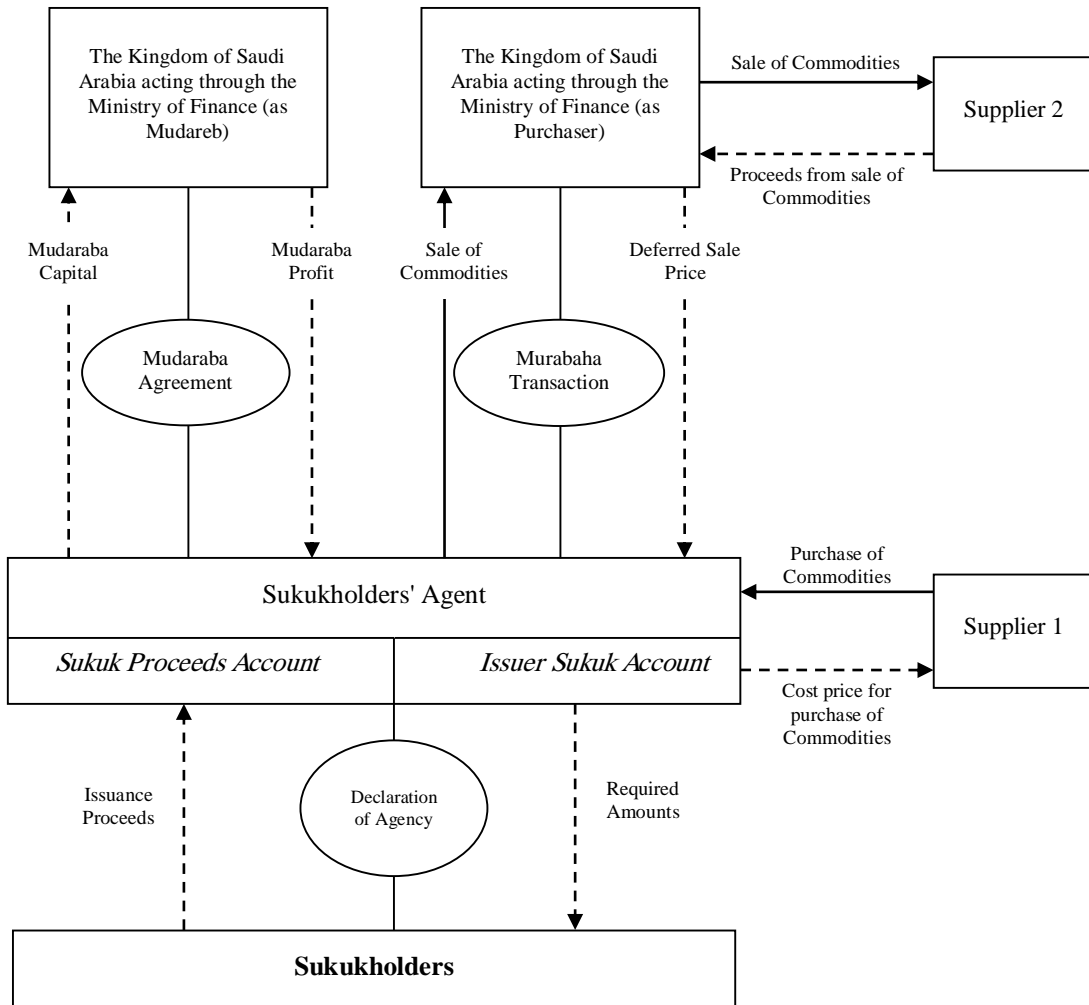 The Kingdom of Saudi
Arabia acting through the
Ministry of Finance (as
Mudareb)
The Kingdom of Saudi
Arabia acting through the
Ministry of Finance (as
Purchaser)
Sale of Commodities
Supplier 2
Proceeds from sale of
Commodities
Mudaraba
Capital
Mudaraba
Profit
Sale of
Commodities
Deferred Sale
Price
Mudaraba
Agreement
Murabaha
Transaction
Sukukholders' Agent
Sukuk Proceeds Account
Issuer Sukuk Account
Purchase of
Commodities
Supplier 1
Cost price for
purchase of
Commodities
Issuance
Proceeds
Declaration
of Agency
Required
Amounts
Sukukholders